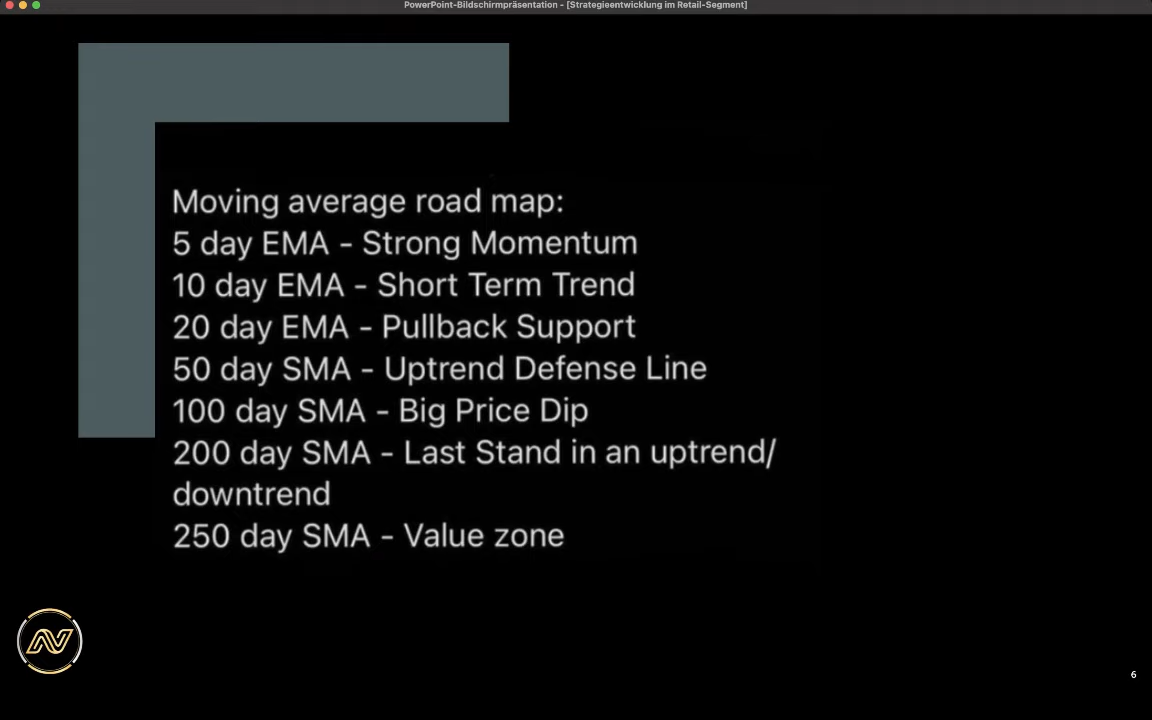 PowerPoint-Bildschirmpräsentation - [Strategieentwicklung im Retail-Segment]
Moving average road map:
5 day EMA - Strong Momentum
10 day EMA - Short Term Trend
20 day EMA - Pullback Support
50 day SMA - Uptrend Defense Line
100 day SMA - Big Price Dip
200 day SMA - Last Stand in an uptrend/
downtrend
250 day SMA - Value zone
6